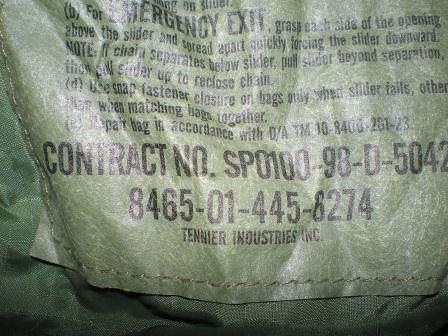 ng on slider.
(b) For EMERGENCY EXIT, grasp each side of the opening
above the slider and spread apart quickly forcing the slider downward.
NOTE: If chain separates below slider, pull slider beyond separation,
then pull slider up to reclose chain.
(d) Use snap fastener closure on bags only when slider fails, other
than when matching bags together.
(e) Repair bag in accordance with D/A TM 10-8400-201-23.
CONTRACT NO. SPO100-98-D-5042
8465-01-445-6274
TENNIER INDUSTRIES INC.